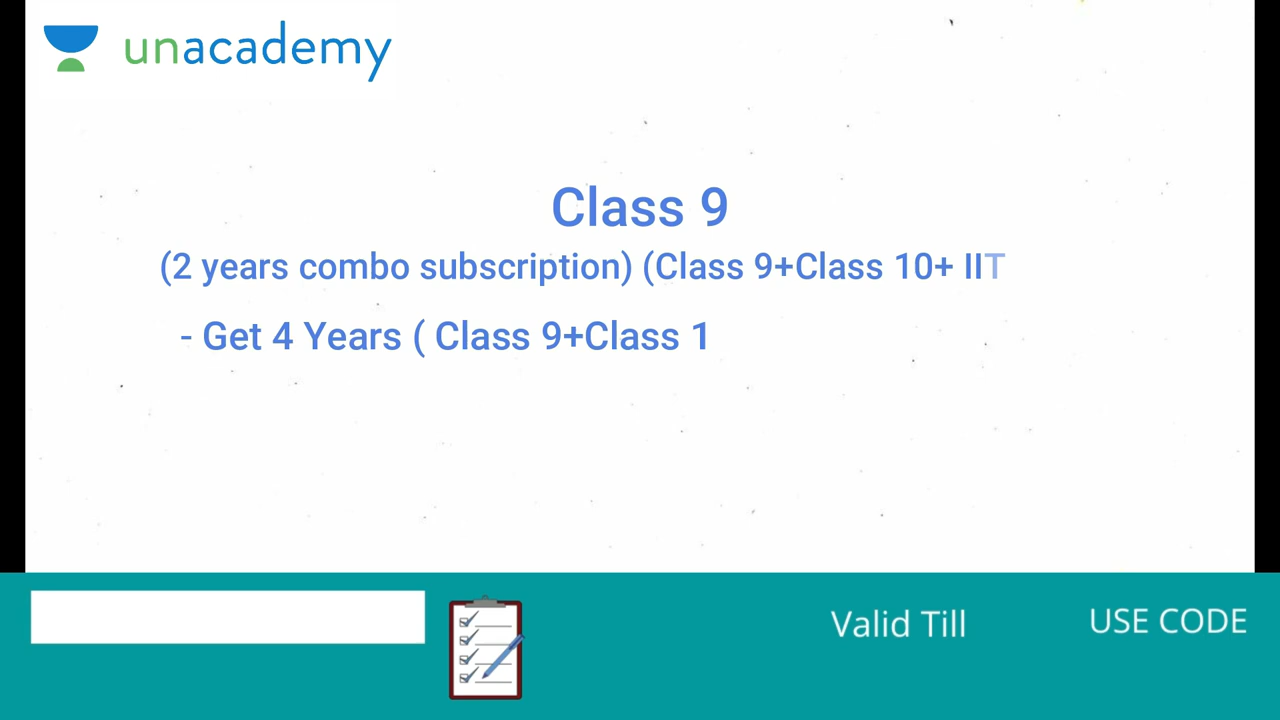 unacademy
Class 9
(2 years combo subscription) (Class 9+Class 10+ IIT
- Get 4 Years ( Class 9+Class 1
Valid Till
USE CODE